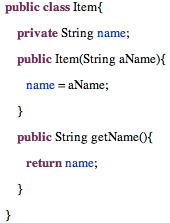 public class Item{
private String name;
public Item(String aName){
name = aName;
}
public String getName(){
return name;
}
}